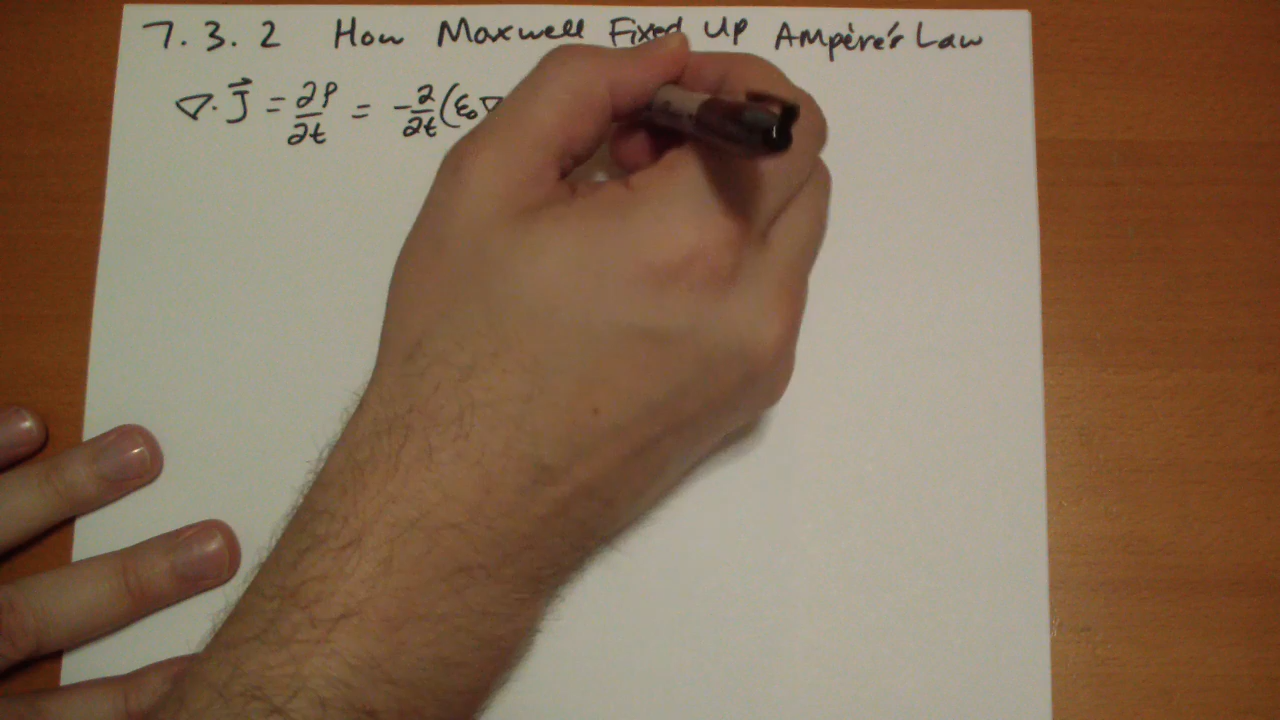 7.3.2 How Maxwell Fixed Up Ampère's Law
∇·J⃗ = ∂ρ/∂t = -∂/∂t(ε₀∇